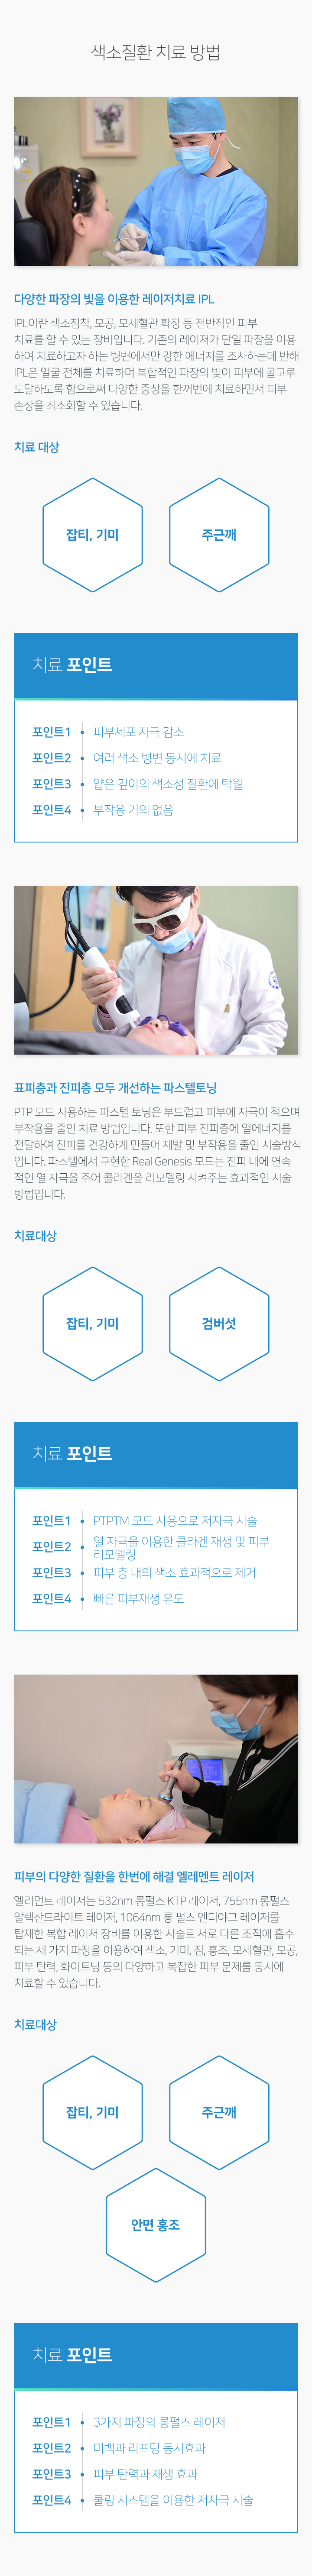 색소질환 치료 방법
다양한 파장의 빛을 이용한 레이저치료 IPL
IPL이란 색소침착, 모공, 모세혈관 확장 등 전반적인 피부
치료를 할 수 있는 장비입니다. 기존의 레이저가 단일 파장을 이용
하여 치료하고자 하는 병변에서만 강한 에너지를 조사하는데 반해
IPL은 얼굴 전체를 치료하며 복합적인 파장의 빛이 피부에 골고루
도달하도록 함으로써 다양한 증상을 한꺼번에 치료하면서 피부
손상을 최소화할 수 있습니다.
치료 대상
잡티, 기미
주근깨
치료 포인트
포인트1 • 피부세포 자극 감소
포인트2 • 여러 색소 병변 동시에 치료
포인트3 • 얕은 깊이의 색소성 질환에 탁월
포인트4 • 부작용 거의 없음
표피층과 진피층 모두 개선하는 파스텔토닝
PTP 모드 사용하는 파스텔 토닝은 부드럽고 피부에 자극이 적으며
부작용을 줄인 치료 방법입니다. 또한 피부 진피층에 열에너지를
전달하여 진피를 건강하게 만들어 재발 및 부작용을 줄인 시술방식
입니다. 파스텔에서 구현한 Real Genesis 모드는 진피 내에 연속
적인 열 자극을 주어 콜라겐을 리모델링 시켜주는 효과적인 시술
방법입니다.
치료대상
잡티, 기미
검버섯
치료 포인트
포인트1 • PTPTM 모드 사용으로 저자극 시술
포인트2 • 열 자극을 이용한 콜라겐 재생 및 피부
리모델링
포인트3 • 피부 층 내의 색소 효과적으로 제거
포인트4 • 빠른 피부재생 유도
피부의 다양한 질환을 한번에 해결 엘레멘트 레이저
엘리먼트 레이저는 532nm 롱펄스 KTP 레이저, 755nm 롱펄스
알렉산드라이트 레이저, 1064nm 롱 펄스 엔디야그 레이저를
탑재한 복합 레이저 장비를 이용한 시술로 서로 다른 조직에 흡수
되는 세 가지 파장을 이용하여 색소, 기미, 점, 홍조, 모세혈관, 모공,
피부 탄력, 화이트닝 등의 다양하고 복잡한 피부 문제를 동시에
치료할 수 있습니다.
치료대상
잡티, 기미
주근깨
안면 홍조
치료 포인트
포인트1 • 3가지 파장의 롱펄스 레이저
포인트2 • 미백과 리프팅 동시효과
포인트3 • 피부 탄력과 재생 효과
포인트4 • 쿨링 시스템을 이용한 저자극 시술